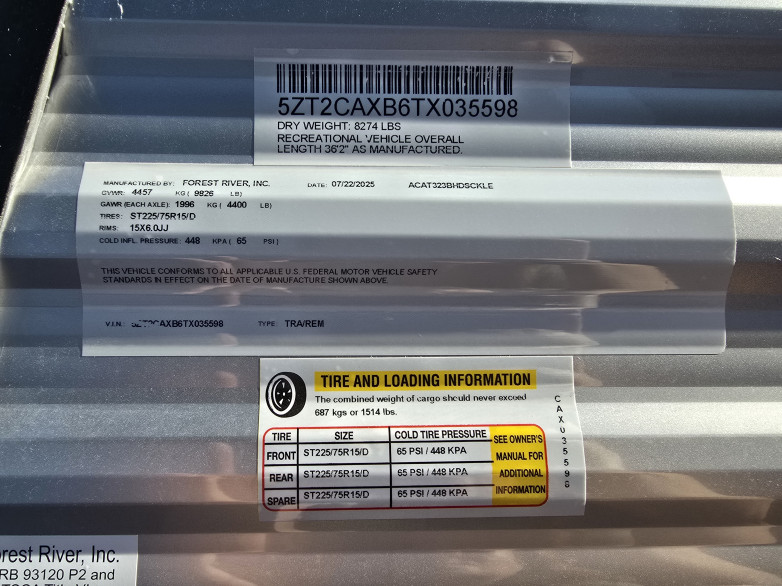 5ZT2CAXB6TX035598
DRY WEIGHT: 8274 LBS
RECREATIONAL VEHICLE OVERALL
LENGTH 36'2" AS MANUFACTURED.
MANUFACTURED BY: FOREST RIVER, INC. DATE: 07/22/2025 ACAT323BHDSCKLE
GVWR: 4457 KG ( 9826 LB)
GAWR (EACH AXLE): 1996 KG ( 4400 LB)
TIRES: ST225/75R15/D
RIMS: 15X6.0JJ
COLD INFL. PRESSURE: 448 KPA ( 65 PSI )
THIS VEHICLE CONFORMS TO ALL APPLICABLE U.S. FEDERAL MOTOR VEHICLE SAFETY
STANDARDS IN EFFECT ON THE DATE OF MANUFACTURE SHOWN ABOVE.
V.I.N.: 5ZT2CAXB6TX035598 TYPE: TRA/REM
TIRE AND LOADING INFORMATION
The combined weight of cargo should never exceed
687 kgs or 1514 lbs.
TIRE SIZE COLD TIRE PRESSURE SEE OWNER'S
FRONT ST225/75R15/D 65 PSI / 448 KPA MANUAL FOR
REAR ST225/75R15/D 65 PSI / 448 KPA ADDITIONAL
SPARE ST225/75R15/D 65 PSI / 448 KPA INFORMATION
CAX035598
orest River, Inc.
RB 93120 P2 and